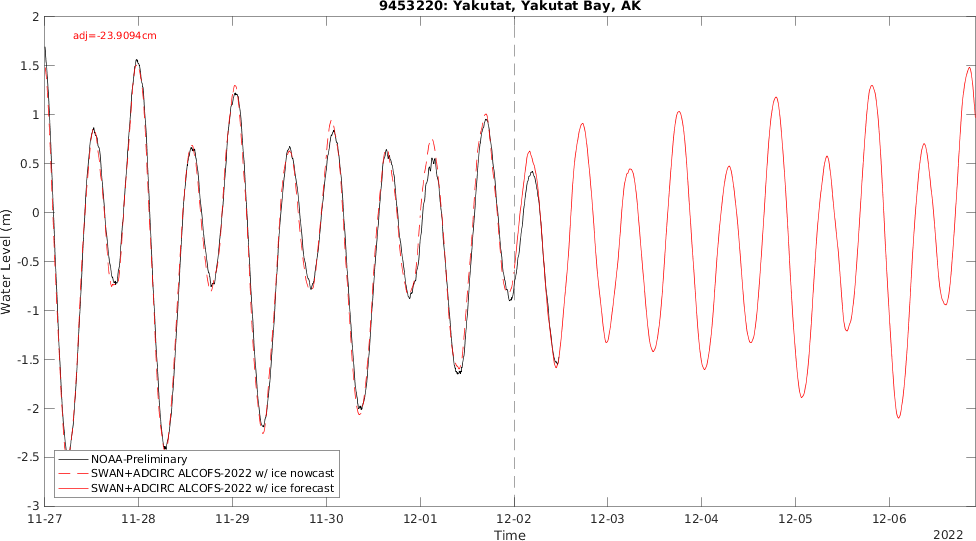 9453220: Yakutat, Yakutat Bay, AK
adj=-23.9094cm
Water Level (m)
2
1.5
1
0.5
0
-0.5
-1
-1.5
-2
-2.5
-3
NOAA-Preliminary
SWAN+ADCIRC ALCOFS-2022 w/ ice nowcast
SWAN+ADCIRC ALCOFS-2022 w/ ice forecast
11-27 11-28 11-29 11-30 12-01 12-02 12-03 12-04 12-05 12-06
Time
2022